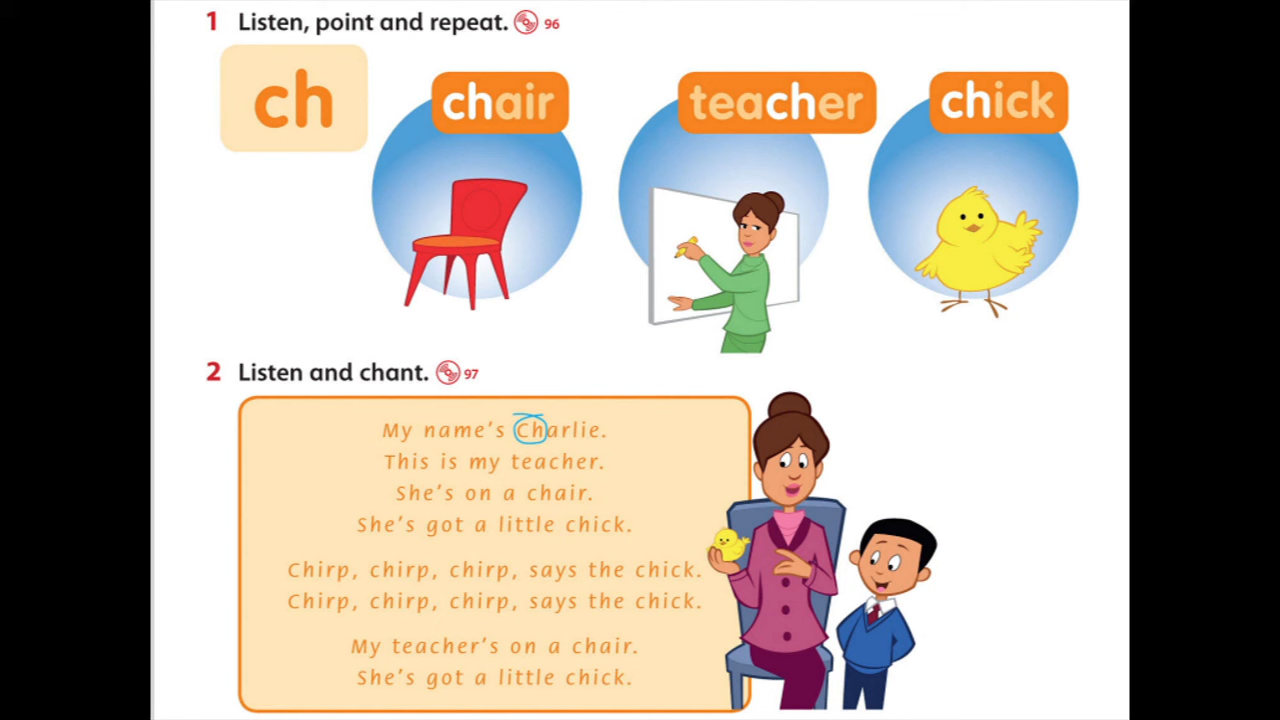 1 Listen, point and repeat. 96
ch
chair
teacher
chick
2 Listen and chant. 97
My name's Charlie.
This is my teacher.
She's on a chair.
She's got a little chick.
Chirp, chirp, chirp, says the chick.
Chirp, chirp, chirp, says the chick.
My teacher's on a chair.
She's got a little chick.